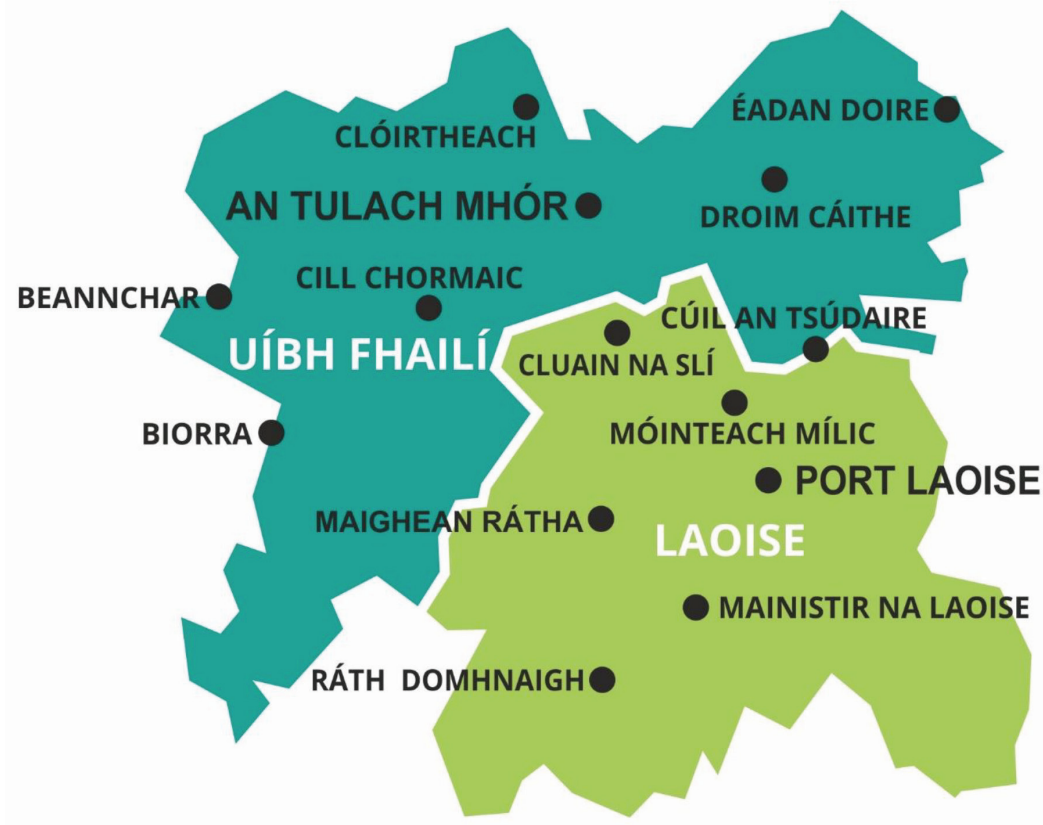 ÉADAN DOIRE
CLÓIRTHEACH
AN TULACH MHÓR
DROIM CÁITHE
CILL CHORMAIC
BEANNCHAR
CÚIL AN TSÚDAIRE
UÍBH FHAILÍ
CLUAIN NA SLÍ
BIORRA
MÓINTEACH MÍLIC
PORT LAOISE
MAIGHEAN RÁTHA
LAOISE
MAINISTIR NA LAOISE
RÁTH DOMHNAIGH